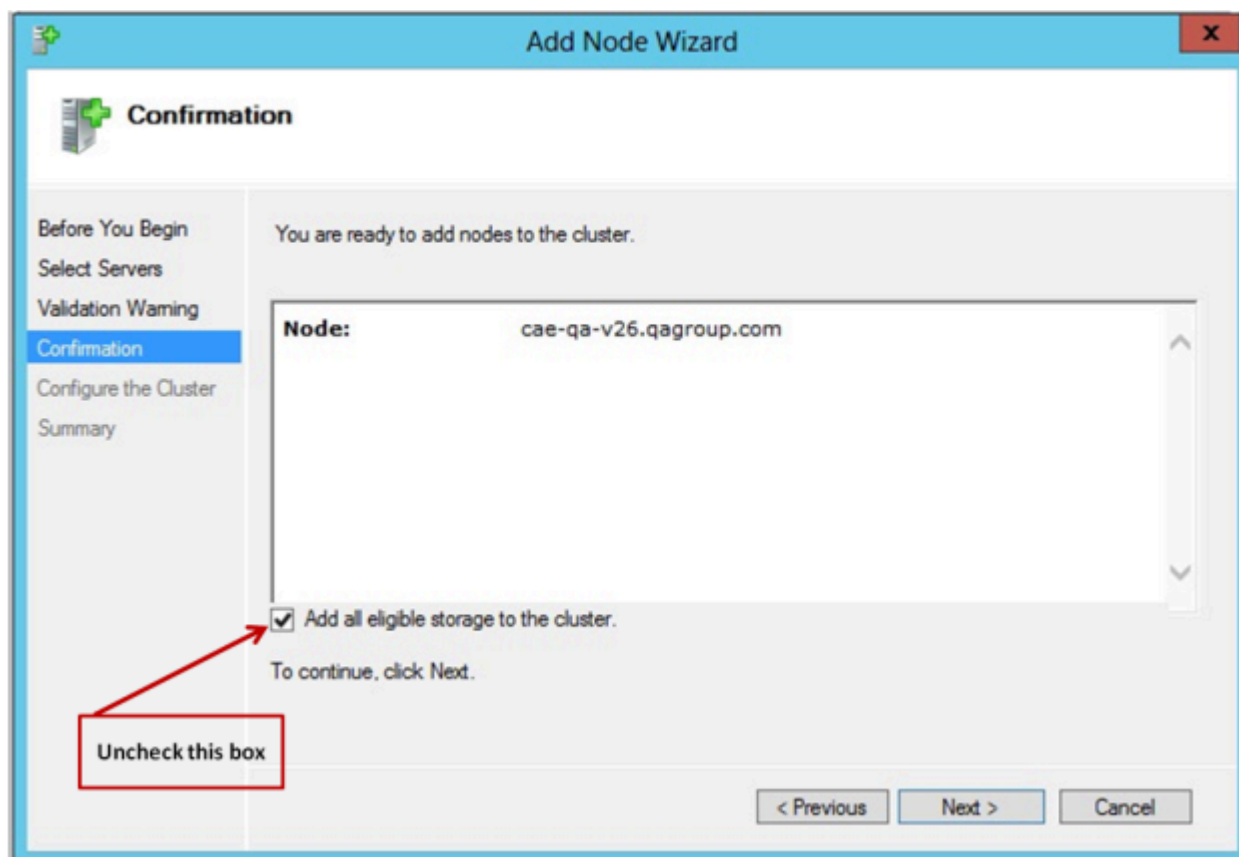 Add Node Wizard
x
Confirmation
Before You Begin
Select Servers
Validation Warning
Confirmation
Configure the Cluster
Summary
You are ready to add nodes to the cluster.
Node: cae-qa-v26.qagroup.com
Add all eligible storage to the cluster.
To continue, click Next.
Uncheck this box
< Previous Next > Cancel